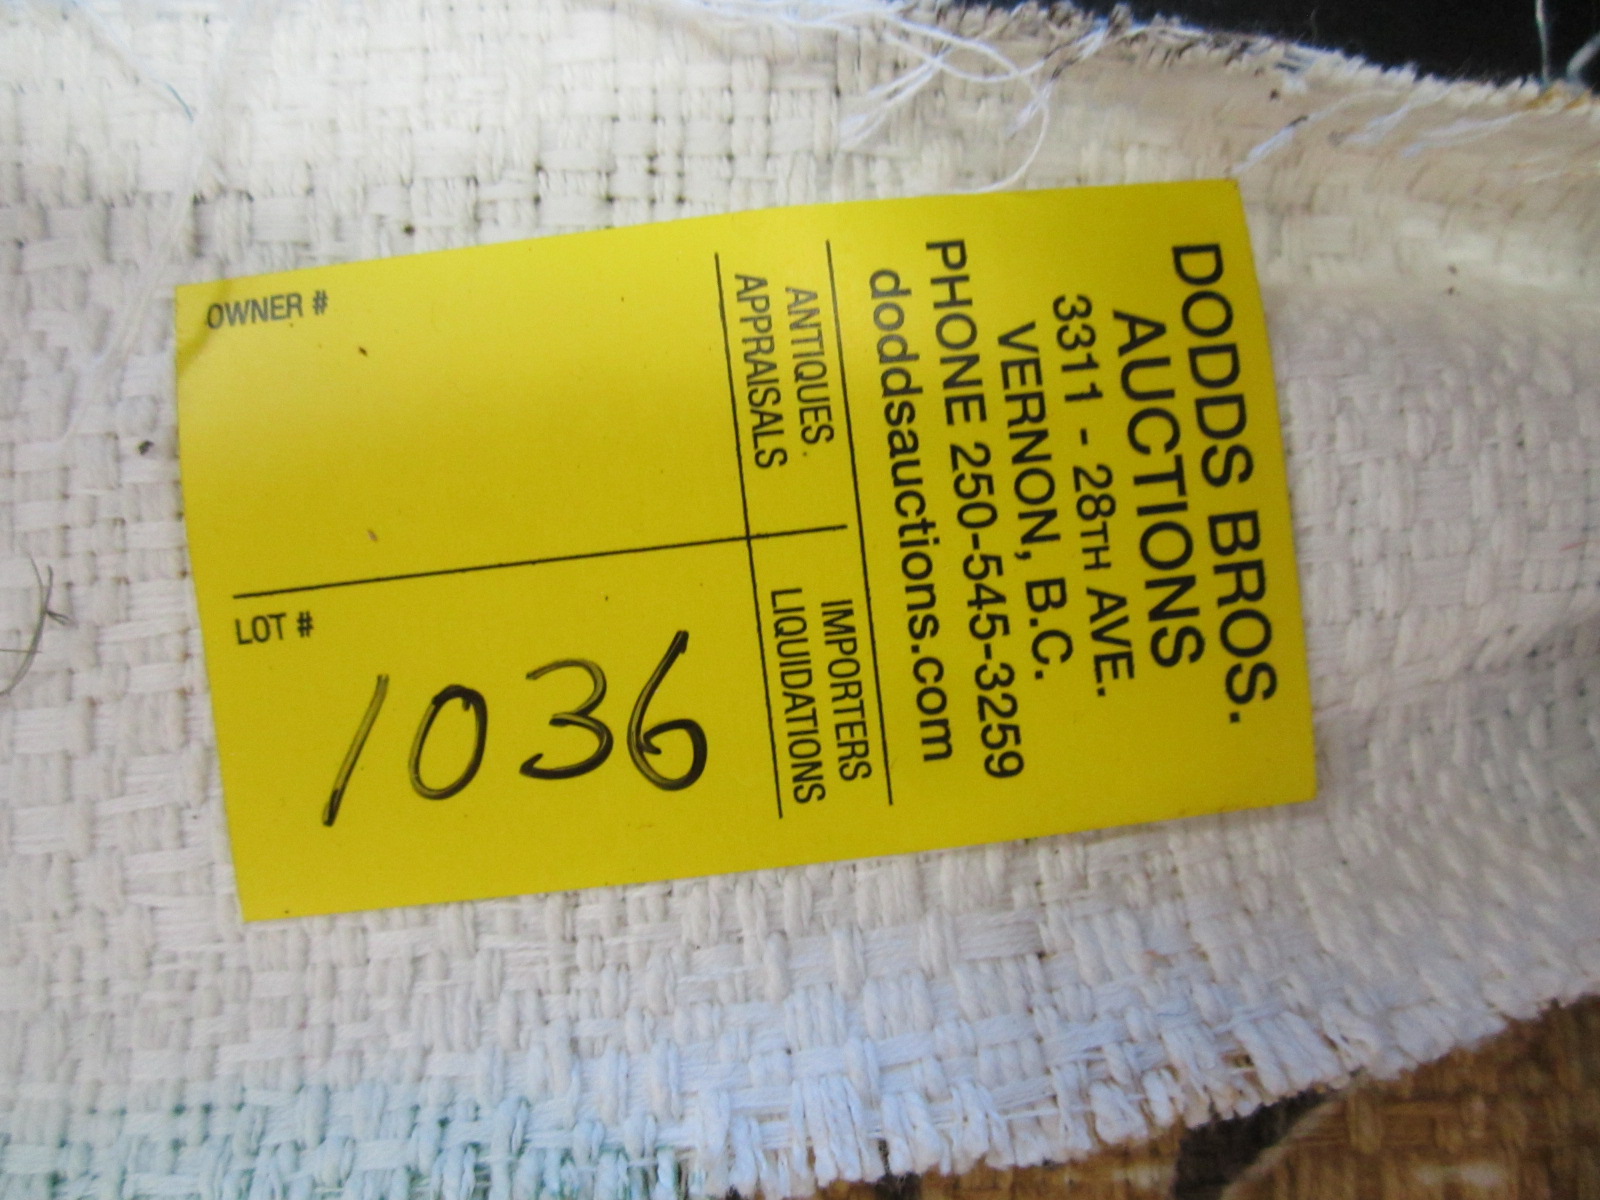 DODDS BROS.
AUCTIONS
3311 - 28TH AVE.
VERNON, B.C.
PHONE 250-545-3259
doddsauctions.com
ANTIQUES
APPRAISALS
IMPORTERS
LIQUIDATIONS
OWNER #
LOT #
1036